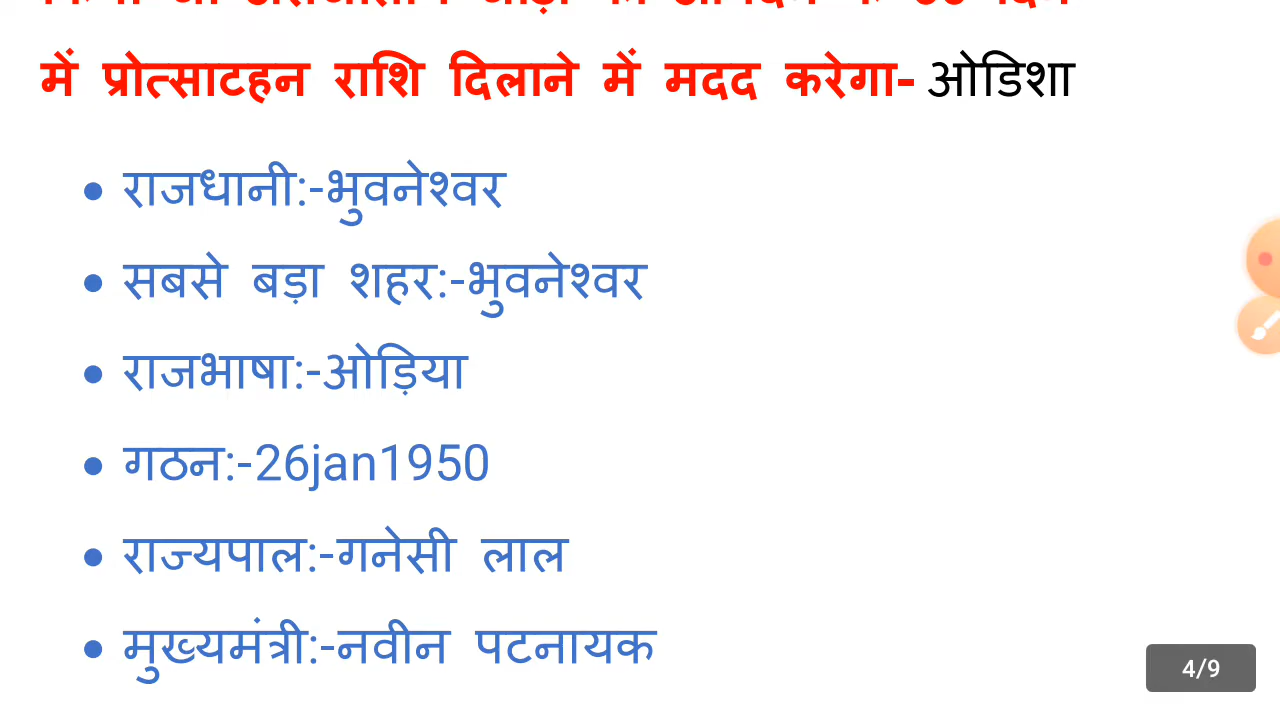 में प्रोत्साटहन राशि दिलाने में मदद करेगा- ओडिशा
• राजधानी:-भुवनेश्वर
• सबसे बड़ा शहर:-भुवनेश्वर
• राजभाषा:-ओड़िया
• गठन:-26jan1950
• राज्यपाल:-गनेसी लाल
• मुख्यमंत्री:-नवीन पटनायक
4/9